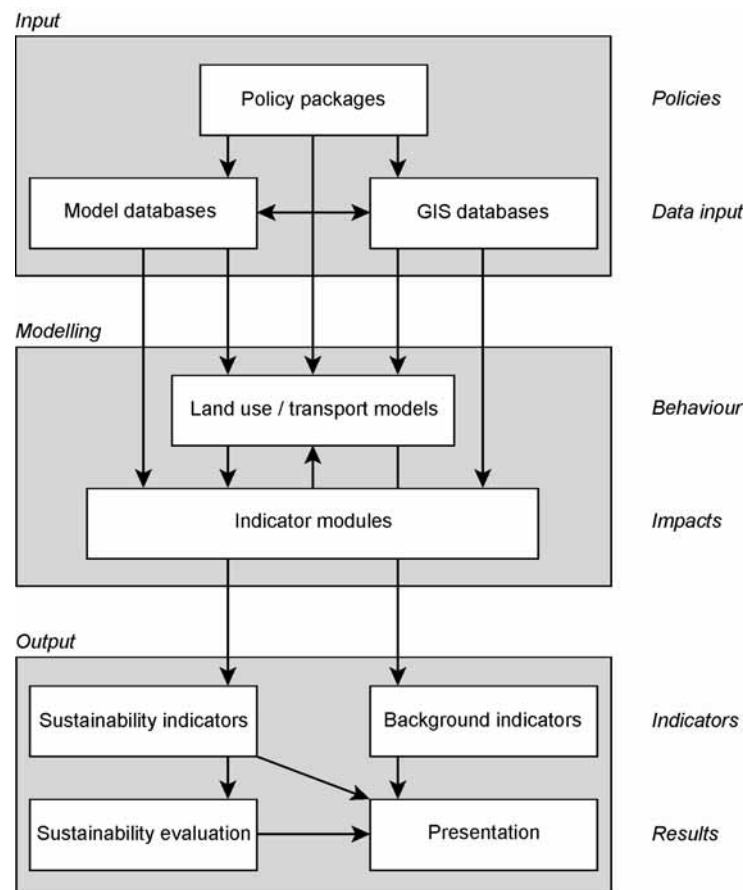 Input
Policy packages
Policies
Model databases
GIS databases
Data input
Modelling
Land use / transport models
Behaviour
Indicator modules
Impacts
Output
Sustainability indicators
Background indicators
Indicators
Sustainability evaluation
Presentation
Results